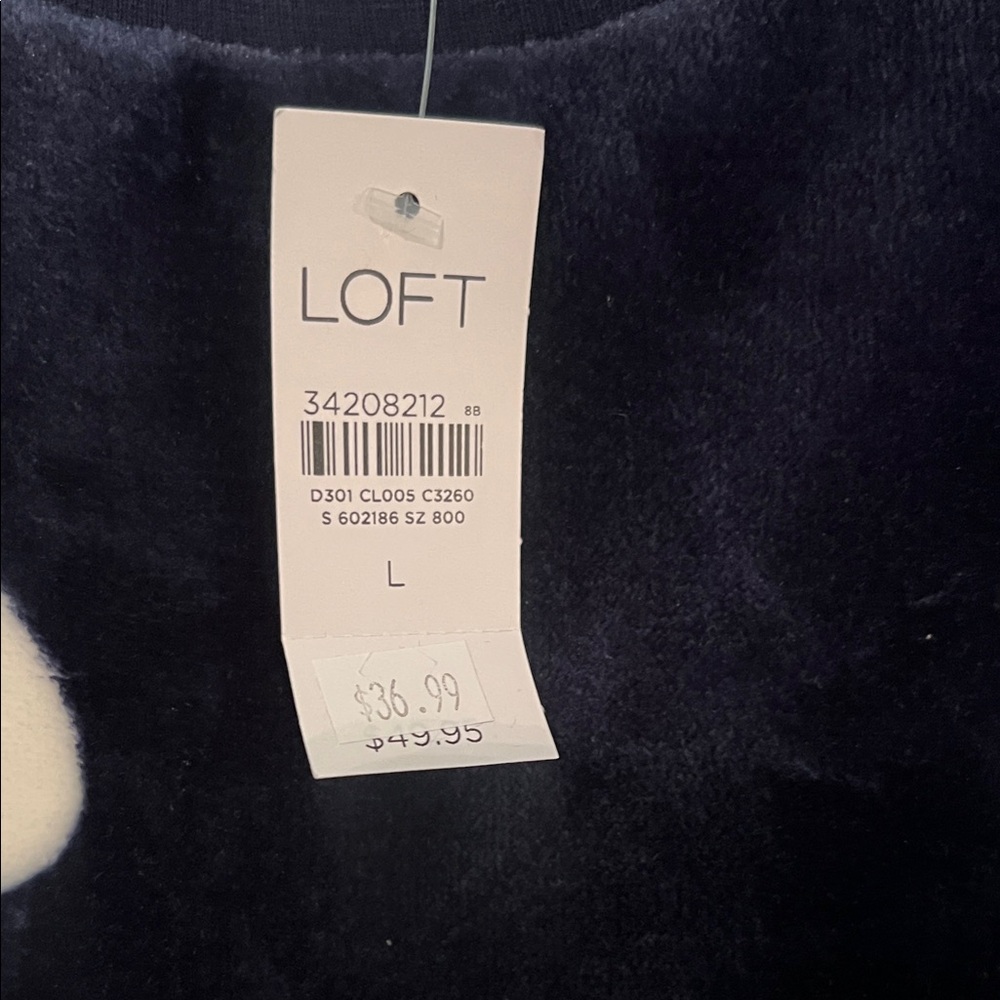 LOFT
34208212 8B
D301 CL005 C3260
S 602186 SZ 800
L
$36.99
$49.95